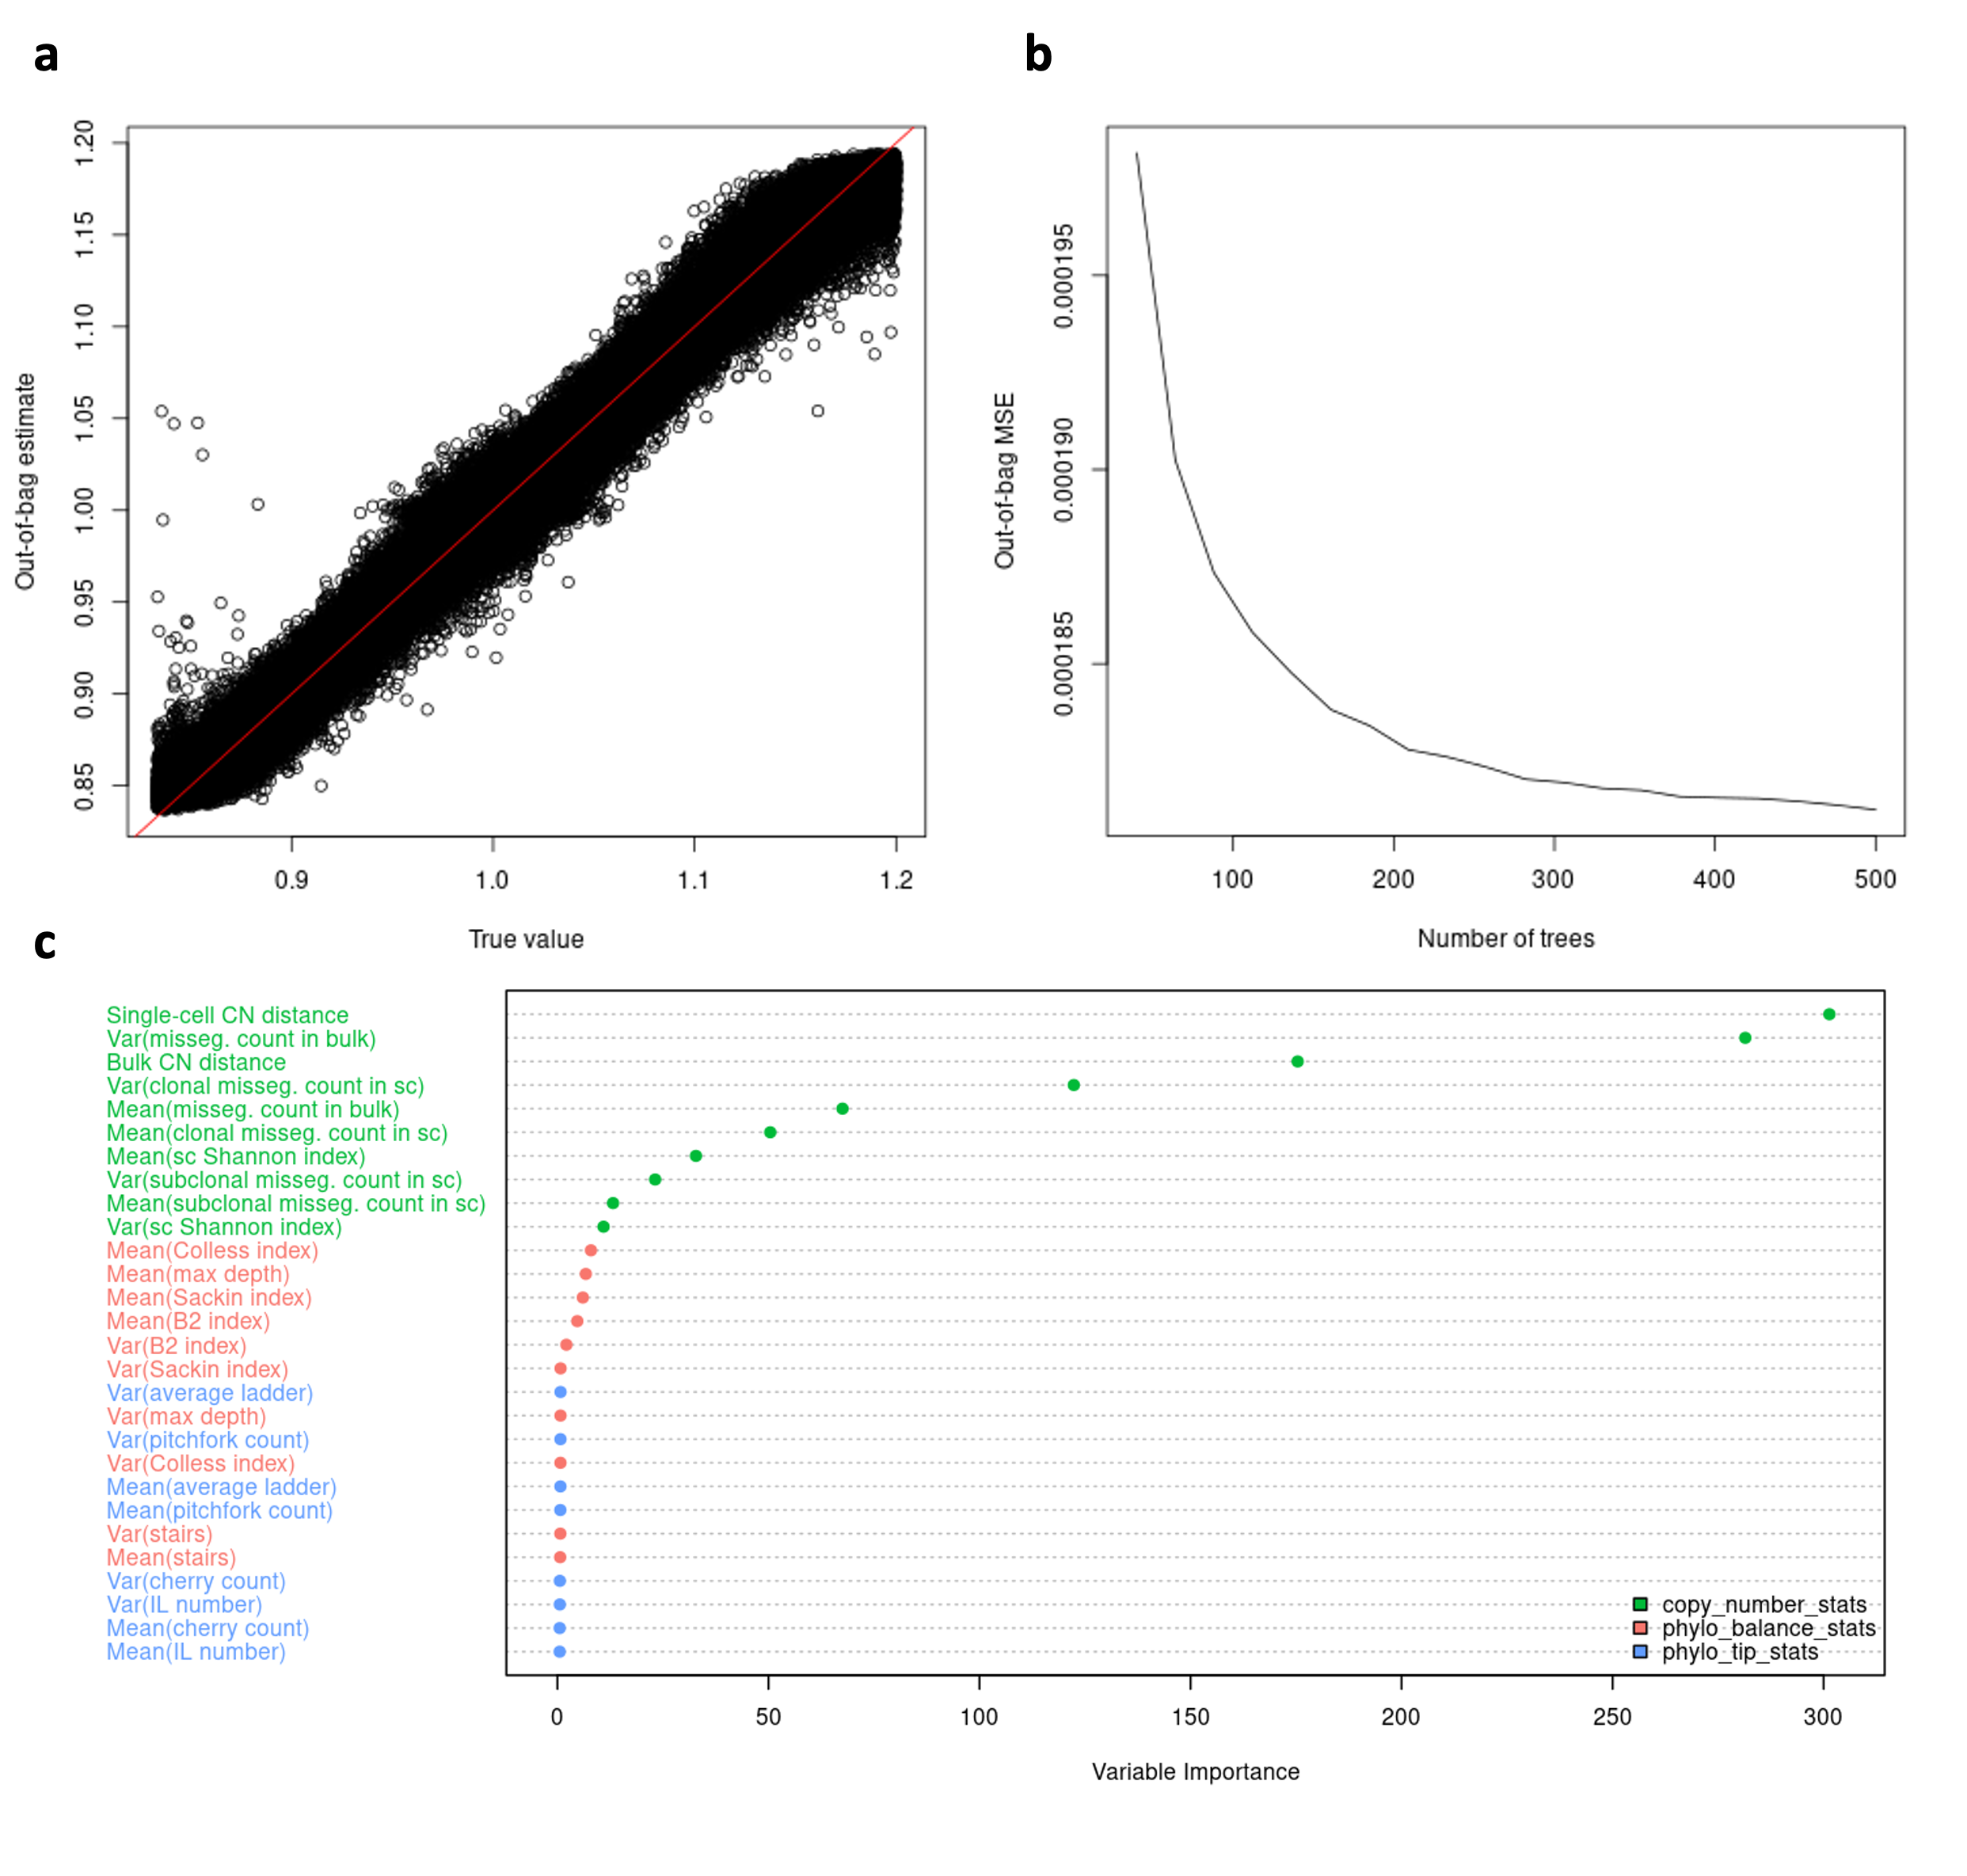 a
b
1.20
1.15
1.10
1.05
1.00
0.95
0.90
0.85
Out-of-bag estimate
0.9
1.0
1.1
1.2
True value
0.000195
0.000190
0.000185
Out-of-bag MSE
100
200
300
400
500
Number of trees
c
Single-cell CN distance
Var(misseg. count in bulk)
Bulk CN distance
Var(clonal misseg. count in sc)
Mean(misseg. count in bulk)
Mean(clonal misseg. count in sc)
Mean(sc Shannon index)
Var(subclonal misseg. count in sc)
Mean(subclonal misseg. count in sc)
Var(sc Shannon index)
Mean(Colless index)
Mean(max depth)
Mean(Sackin index)
Mean(B2 index)
Var(B2 index)
Var(Sackin index)
Var(average ladder)
Var(max depth)
Var(pitchfork count)
Var(Colless index)
Mean(average ladder)
Mean(pitchfork count)
Var(stairs)
Mean(stairs)
Var(cherry count)
Var(IL number)
Mean(cherry count)
Mean(IL number)
copy_number_stats
phylo_balance_stats
phylo_tip_stats
0
50
100
150
200
250
300
Variable Importance